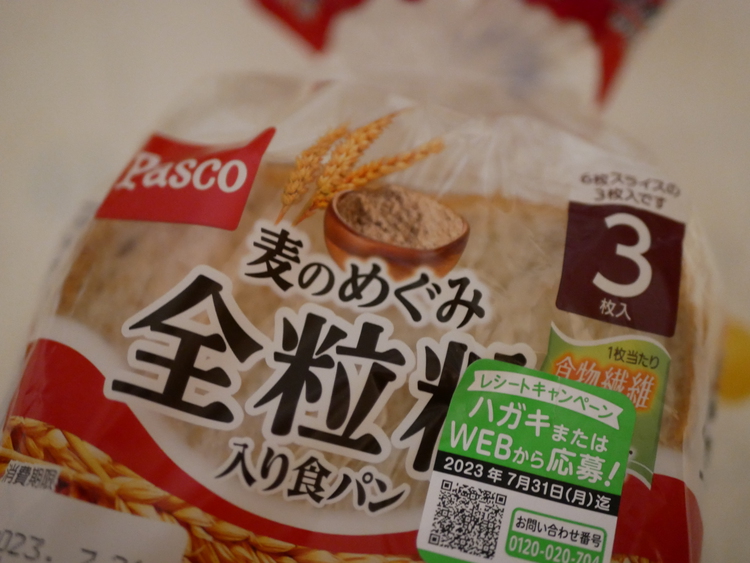 Pasco
麦のめぐみ
全粒粉
入り食パン
6枚スライスの
3枚入です
3
枚入
1枚当たり
食物繊維
レシートキャンペーン
ハガキまたは
WEBから応募!
2023年7月31日(月)迄
お問い合わせ番号
0120-020-704
消費期限